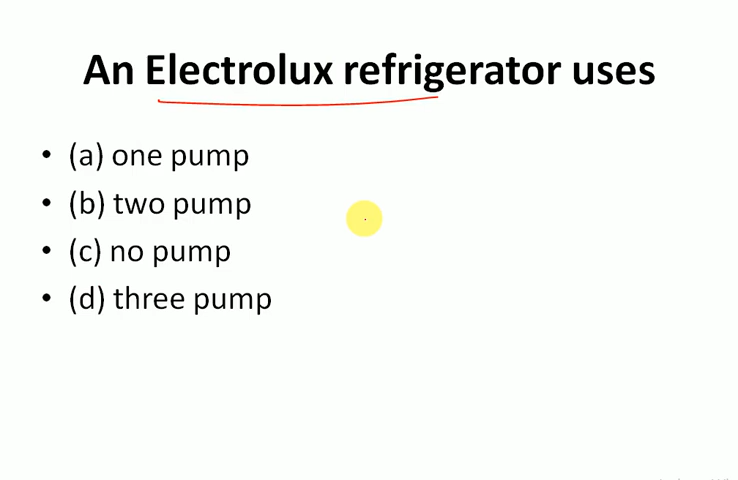 An Electrolux refrigerator uses
• (a) one pump
• (b) two pump
• (c) no pump
• (d) three pump